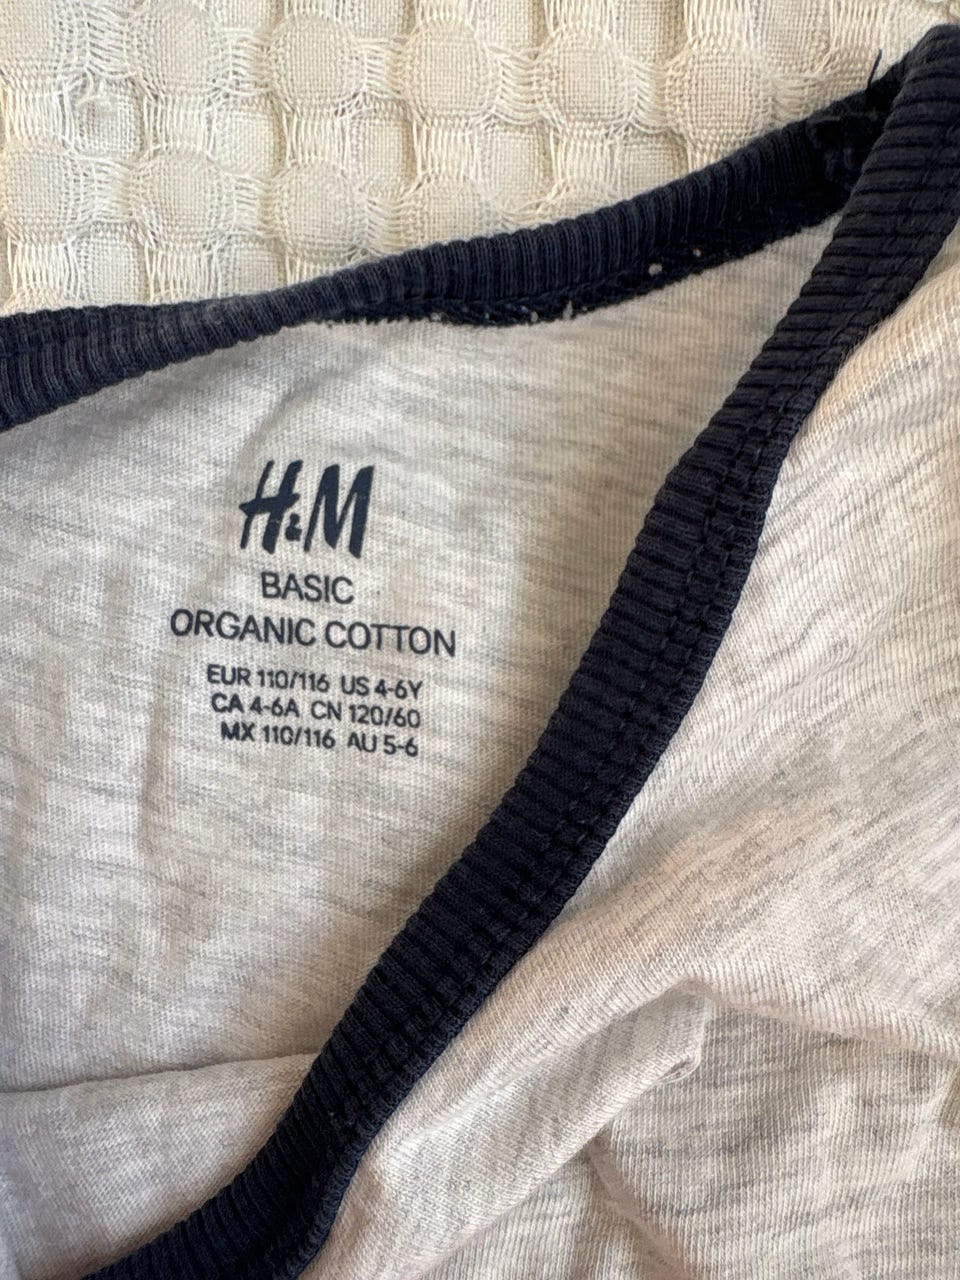 H&M
BASIC
ORGANIC COTTON
EUR 110/116 US 4-6Y
CA 4-6A CN 120/60
MX 110/116 AU 5-6